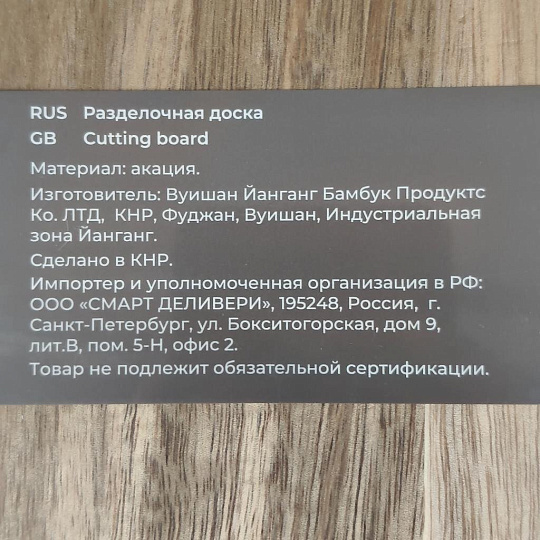 RUS Разделочная доска
GB Cutting board
Материал: акация.
Изготовитель: Вуишан Йанганг Бамбук Продуктс
Ко. ЛТД, КНР, Фуджан, Вуишан, Индустриальная
зона Йанганг.
Сделано в КНР.
Импортер и уполномоченная организация в РФ:
ООО «СМАРТ ДЕЛИВЕРИ», 195248, Россия, г.
Санкт-Петербург, ул. Бокситогорская, дом 9,
лит.В, пом. 5-Н, офис 2.
Товар не подлежит обязательной сертификации.